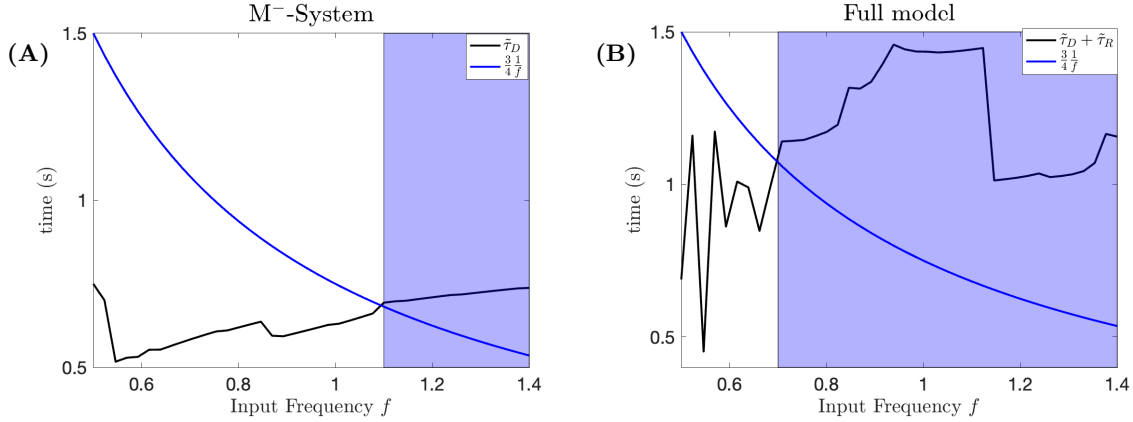 M⁻-System
(A)
1.5
1
0.5
time (s)
0.6
0.8
1
1.2
1.4
Input Frequency f
τ̃_D
3/4 1/f
Full model
(B)
1.5
1
0.5
time (s)
0.6
0.8
1
1.2
1.4
Input Frequency f
τ̃_D + τ̃_R
3/4 1/f